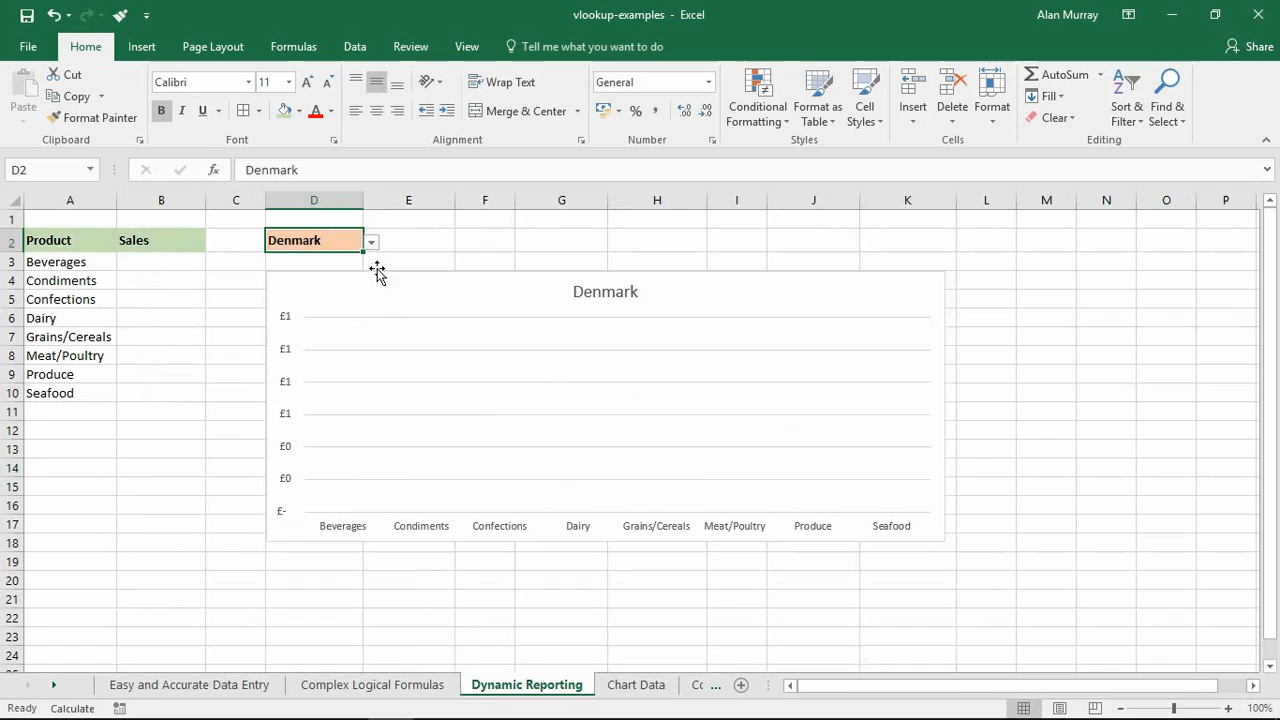 vlookup-examples - Excel
Alan Murray
File Home Insert Page Layout Formulas Data Review View Tell me what you want to do Share
Paste
Cut
Copy
Format Painter
Calibri 11
B I U A
Wrap Text
Merge & Center
General
%
Conditional Formatting
Format as Table
Cell Styles
Insert
Delete
Format
AutoSum
Fill
Clear
Sort & Filter
Find & Select
Clipboard Font Alignment Number Styles Cells Editing
D2 fx Denmark
A B C D E F G H I J K L M N O P
1
2 Product Sales Denmark
3 Beverages
4 Condiments
5 Confections
6 Dairy
7 Grains/Cereals
8 Meat/Poultry
9 Produce
10 Seafood
11
12
13
14
15
16
17
18
19
20
21
22
23
24
Denmark
£1
£1
£1
£1
£0
£0
£-
Beverages Condiments Confections Dairy Grains/Cereals Meat/Poultry Produce Seafood
Easy and Accurate Data Entry Complex Logical Formulas Dynamic Reporting Chart Data ...
Ready Calculate 100%